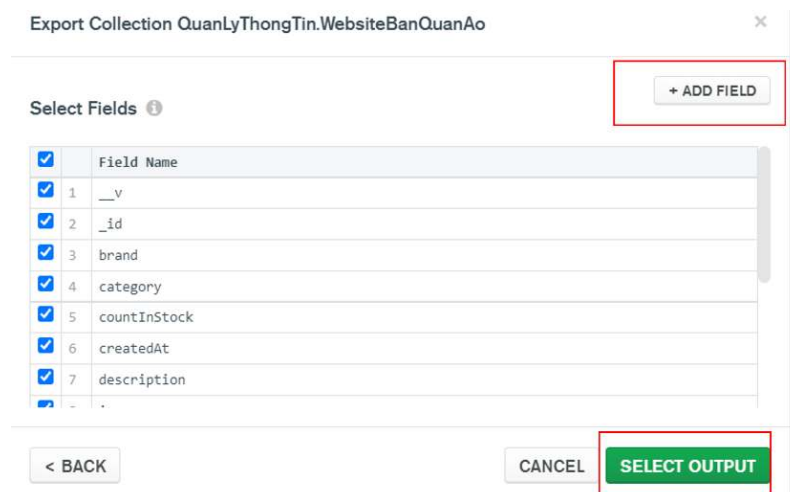 Export Collection QuanLyThongTin.WebsiteBanQuanAo
×
+ ADD FIELD
Select Fields
Field Name
1 __v
2 _id
3 brand
4 category
5 countInStock
6 createdAt
7 description
< BACK
CANCEL
SELECT OUTPUT